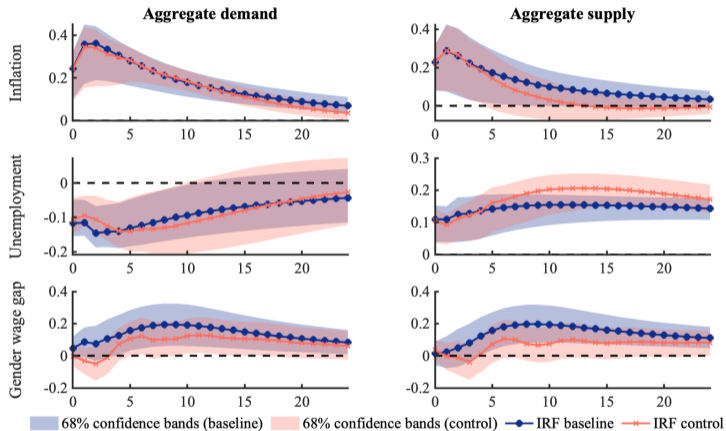 Aggregate demand
Aggregate supply
Inflation
0.4
0.2
0
0 5 10 15 20
0.4
0.2
0
0 5 10 15 20
Unemployment
0
-0.1
-0.2
0 5 10 15 20
0.3
0.2
0.1
0
0 5 10 15 20
Gender wage gap
0.4
0.2
0
-0.2
0 5 10 15 20
0.4
0.2
0
-0.2
0 5 10 15 20
68% confidence bands (baseline) 68% confidence bands (control) IRF baseline IRF control